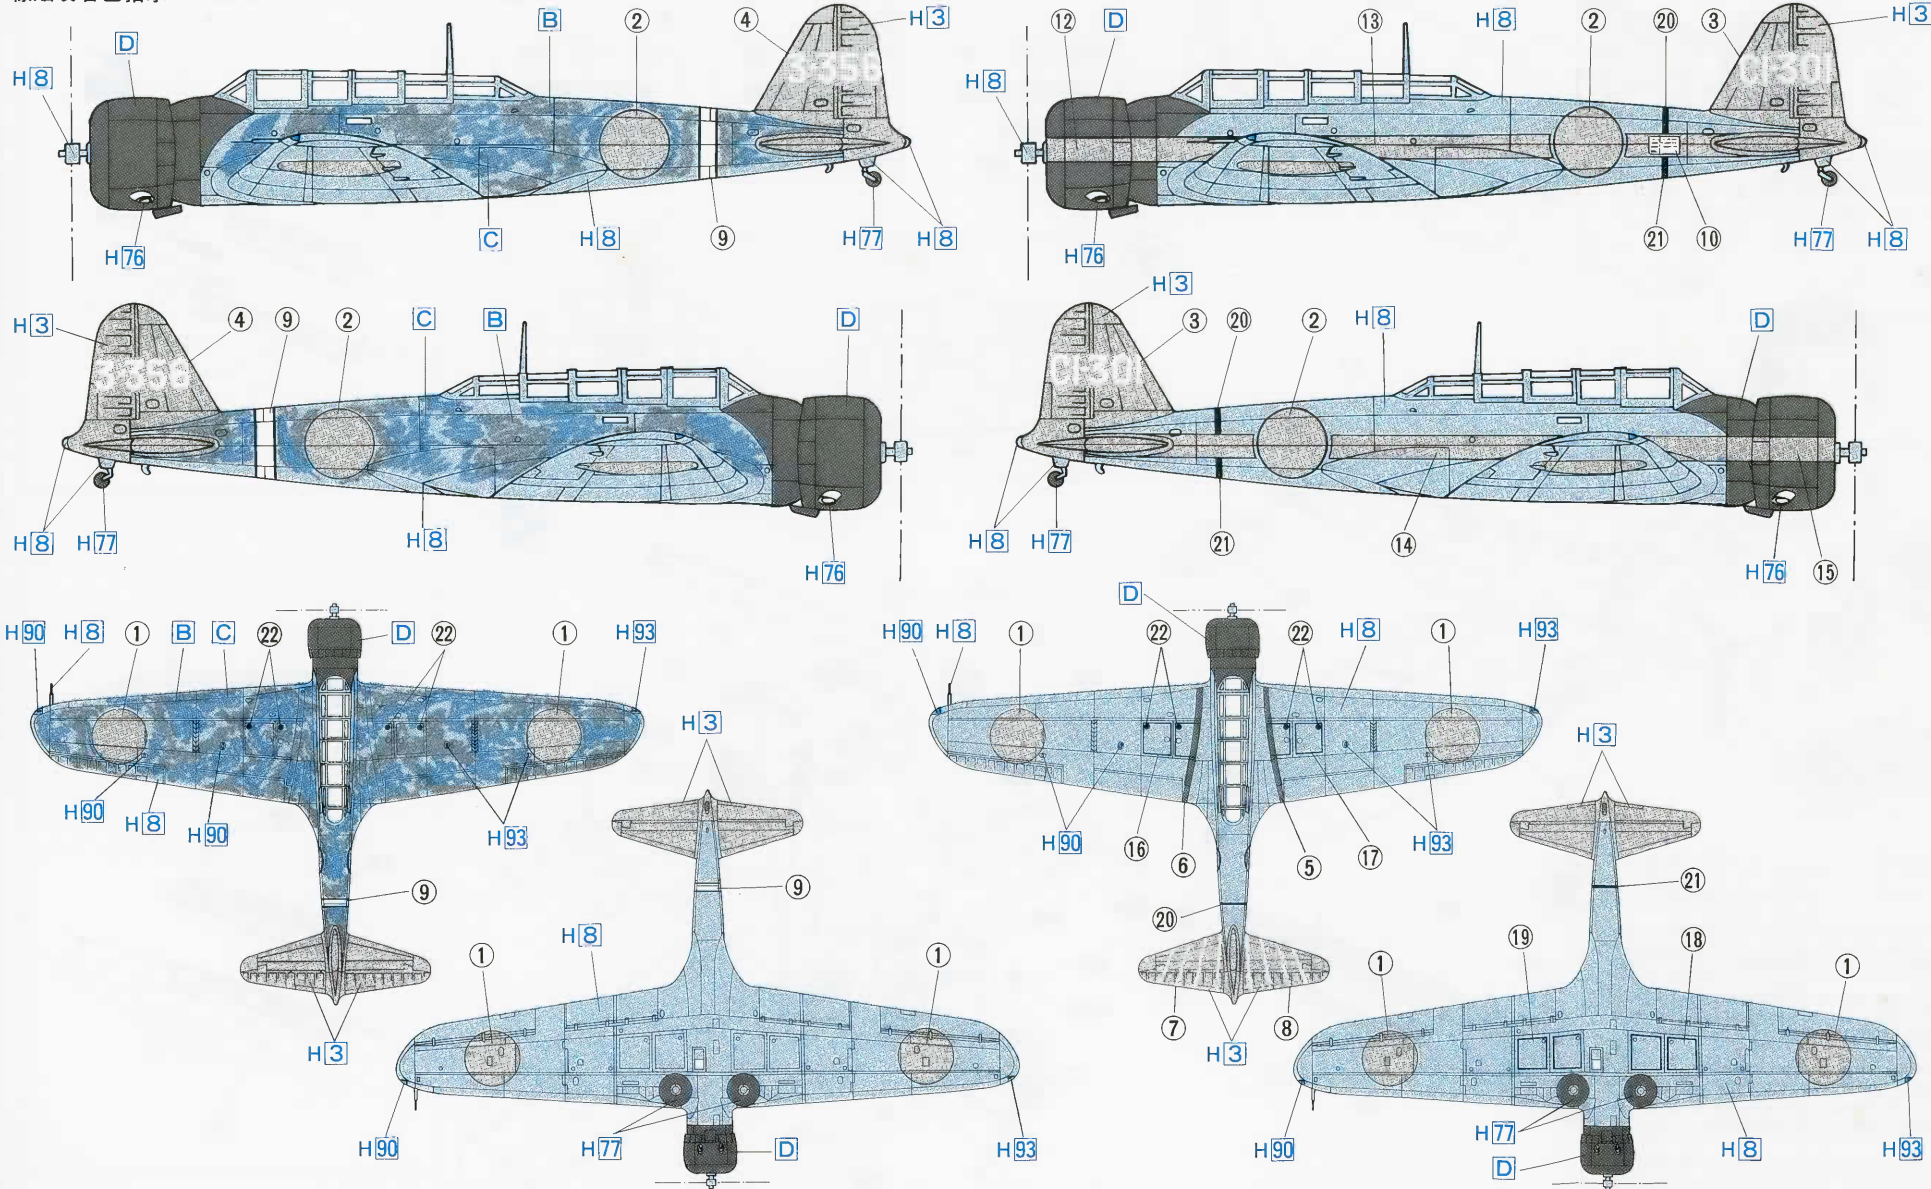 B 2 4 H3
D
H8
3-356
H76 C H8 9 H77 H8
12 D 13 H8 2 20 3 H3
H8
C1-301
H76 21 10 H77 H8
H3 4 9 2 C B D
3-356
H8 H77 H8 H76
H3
3 20 2 H8 D
C1-301
H8 H77 21 14 H76 15
H90 H8 1 B C 22 D 22 1 H93
H90 H8 H90 H93
9
H3
H3
9
1 H8 1
H90 H77 D H93
D
H90 H8 1 22 22 H8 1 H93
H90 16 6 5 17 H93
20
7 H3 8
H3
21
1 19 18 1
H90 H77 D H8 H93